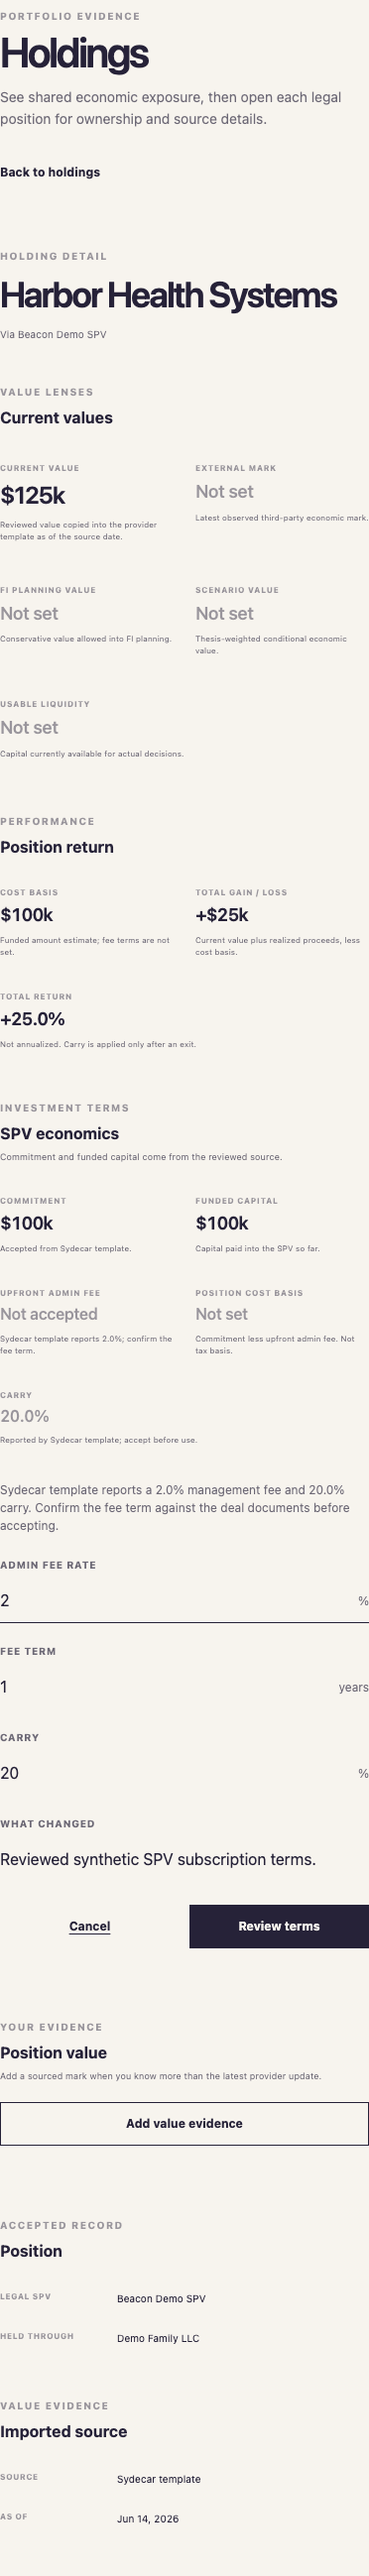 PORTFOLIO EVIDENCE
Holdings
See shared economic exposure, then open each legal
position for ownership and source details.
Back to holdings
HOLDING DETAIL
Harbor Health Systems
Via Beacon Demo SPV
VALUE LENSES
Current values
CURRENT VALUE
$125k
Reviewed value copied into the provider
template as of the source date.
EXTERNAL MARK
Not set
Latest observed third-party economic mark.
FI PLANNING VALUE
Not set
Conservative value allowed into FI planning.
SCENARIO VALUE
Not set
Thesis-weighted conditional economic
value.
USABLE LIQUIDITY
Not set
Capital currently available for actual decisions.
PERFORMANCE
Position return
COST BASIS
$100k
Funded amount estimate; fee terms are not
set.
TOTAL GAIN / LOSS
+$25k
Current value plus realized proceeds, less
cost basis.
TOTAL RETURN
+25.0%
Not annualized. Carry is applied only after an exit.
INVESTMENT TERMS
SPV economics
Commitment and funded capital come from the reviewed source.
COMMITMENT
$100k
Accepted from Sydecar template.
FUNDED CAPITAL
$100k
Capital paid into the SPV so far.
UPFRONT ADMIN FEE
Not accepted
Sydecar template reports 2.0%; confirm the
fee term.
POSITION COST BASIS
Not set
Commitment less upfront admin fee. Not
tax basis.
CARRY
20.0%
Reported by Sydecar template; accept before use.
Sydecar template reports a 2.0% management fee and 20.0%
carry. Confirm the fee term against the deal documents before
accepting.
ADMIN FEE RATE
2 %
FEE TERM
1 years
CARRY
20 %
WHAT CHANGED
Reviewed synthetic SPV subscription terms.
Cancel Review terms
YOUR EVIDENCE
Position value
Add a sourced mark when you know more than the latest provider update.
Add value evidence
ACCEPTED RECORD
Position
LEGAL SPV Beacon Demo SPV
HELD THROUGH Demo Family LLC
VALUE EVIDENCE
Imported source
SOURCE Sydecar template
AS OF Jun 14, 2026